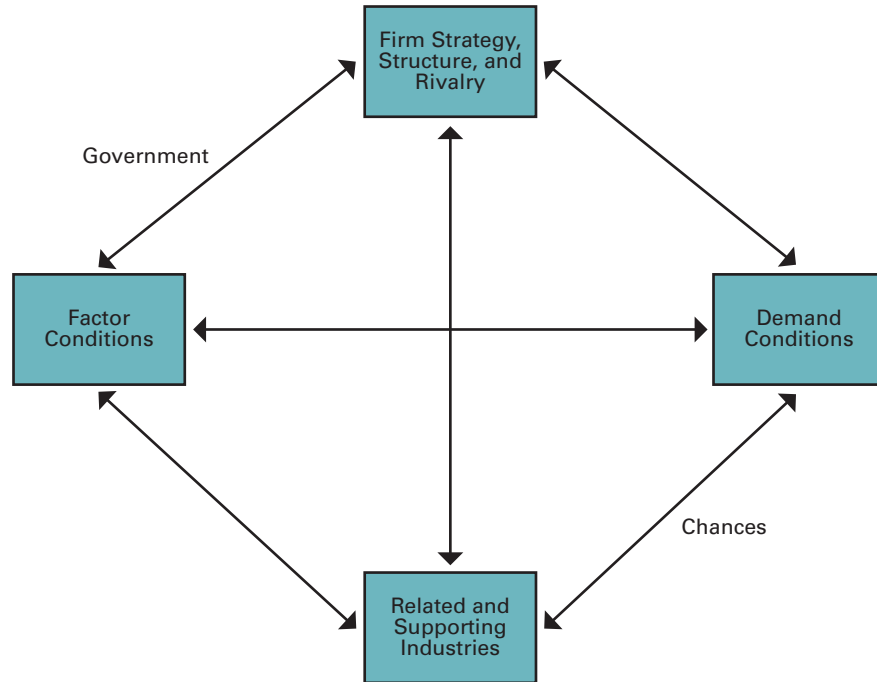 Firm Strategy,
Structure, and
Rivalry
Government
Factor
Conditions
Demand
Conditions
Chances
Related and
Supporting
Industries